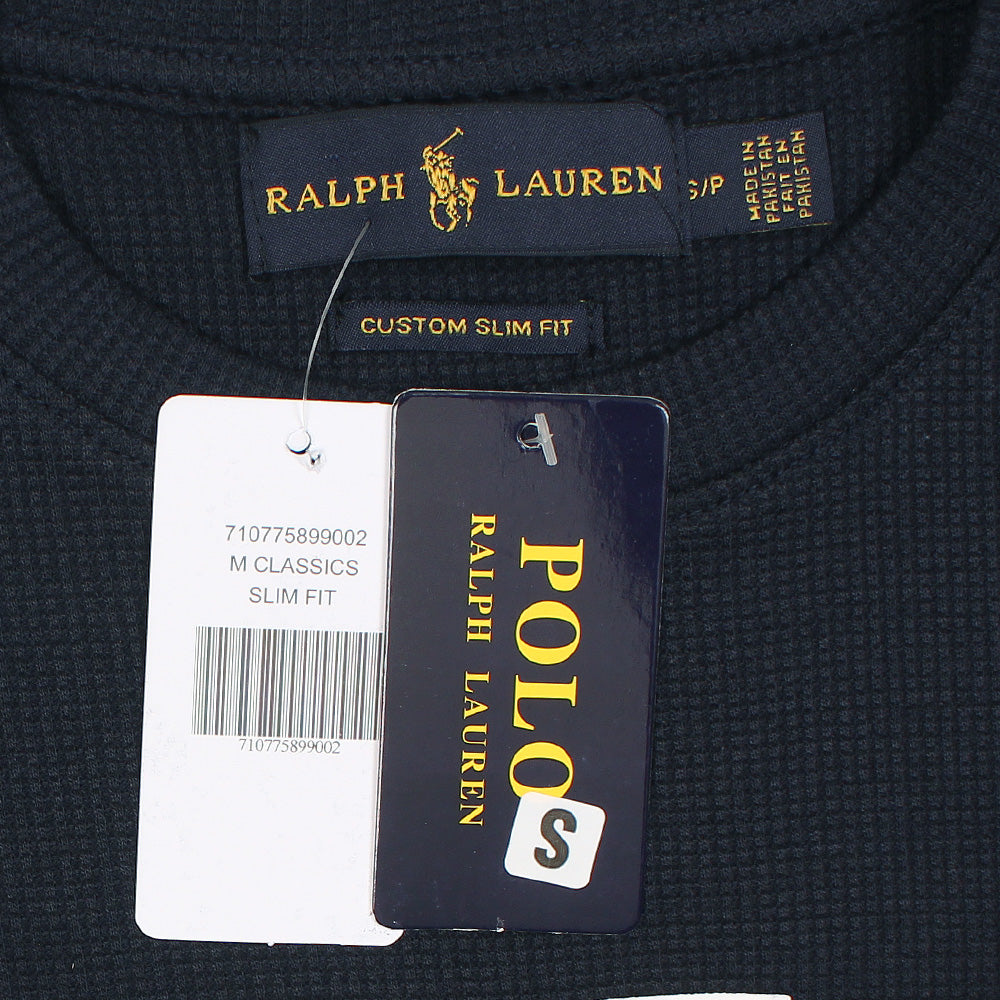 RALPH LAUREN
S/P
MADE IN
PAKISTAN
FAIT EN
PAKISTAN
CUSTOM SLIM FIT
710775899002
M CLASSICS
SLIM FIT
710775899002
POLO
RALPH LAUREN
S